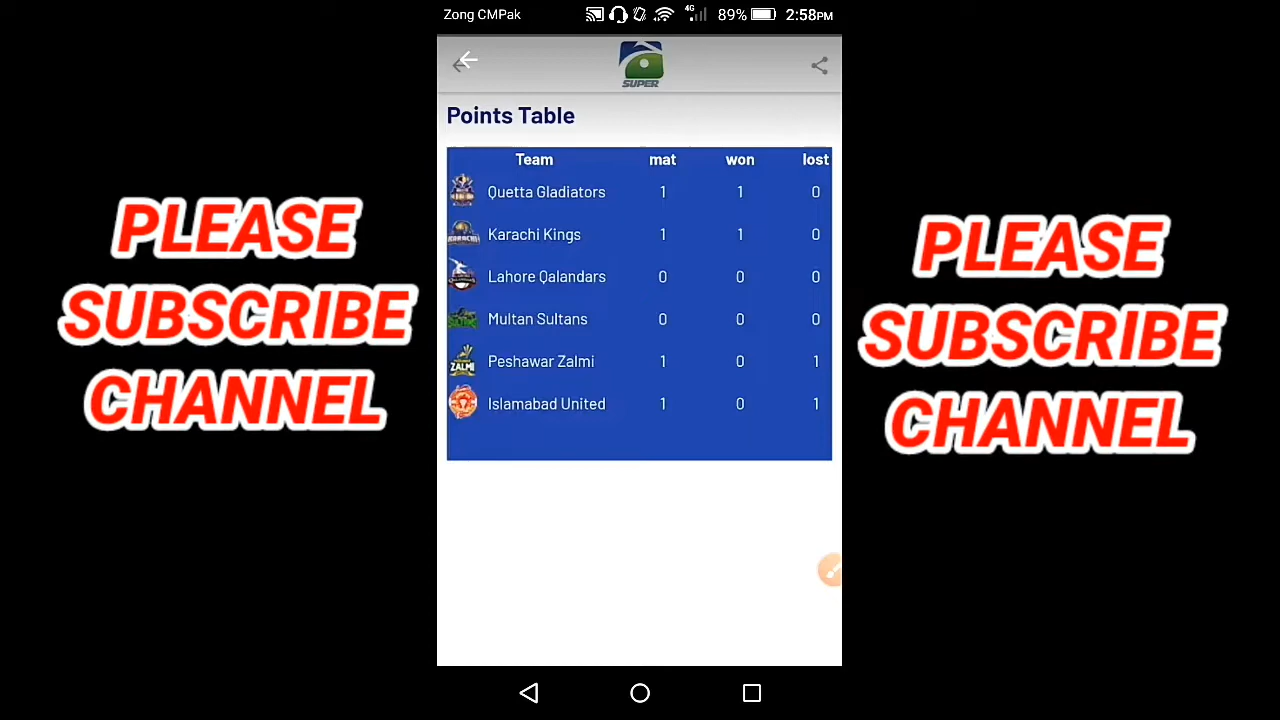 Zong CMPak 4G 89% 2:58PM
SUPER
Points Table
Team mat won lost
Quetta Gladiators 1 1 0
Karachi Kings 1 1 0
Lahore Qalandars 0 0 0
Multan Sultans 0 0 0
ZALMI Peshawar Zalmi 1 0 1
Islamabad United 1 0 1
PLEASE
SUBSCRIBE
CHANNEL
PLEASE
SUBSCRIBE
CHANNEL